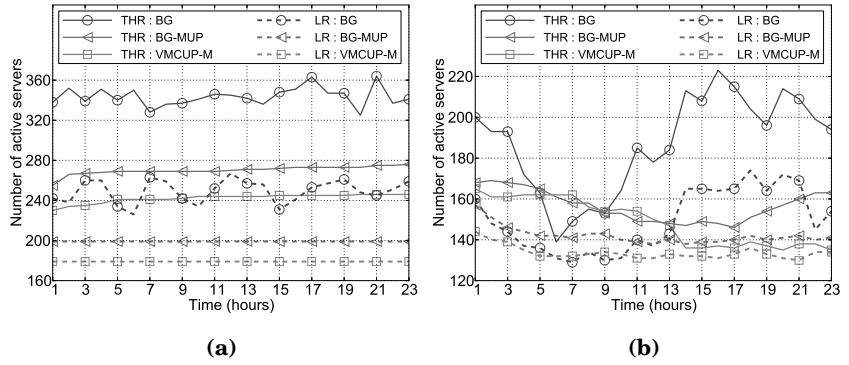 THR : BG
THR : BG-MUP
THR : VMCUP-M
LR : BG
LR : BG-MUP
LR : VMCUP-M
Number of active servers
360
320
280
240
200
160
1 3 5 7 9 11 13 15 17 19 21 23
Time (hours)
(a)
THR : BG
THR : BG-MUP
THR : VMCUP-M
LR : BG
LR : BG-MUP
LR : VMCUP-M
Number of active servers
220
200
180
160
140
120
1 3 5 7 9 11 13 15 17 19 21 23
Time (hours)
(b)